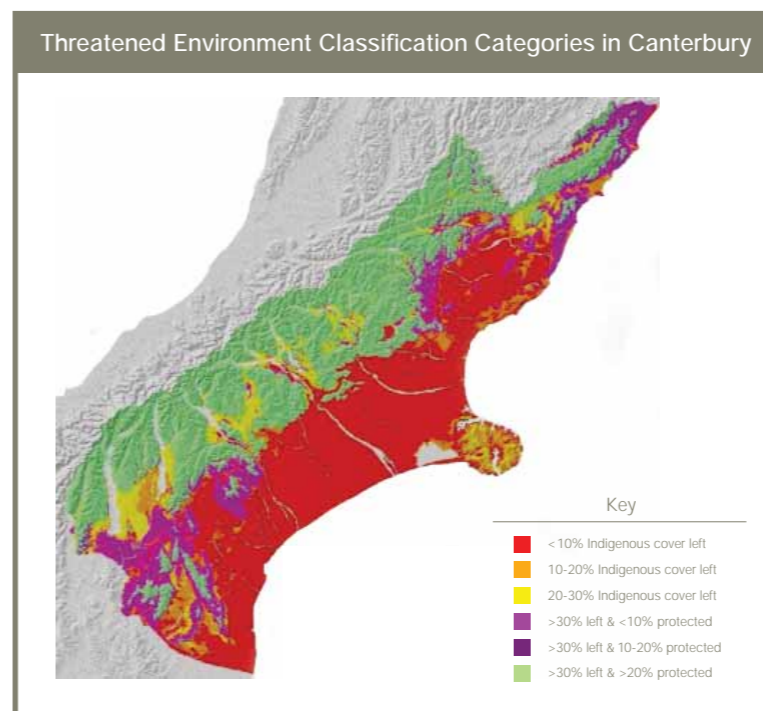 Threatened Environment Classification Categories in Canterbury
Key
<10% Indigenous cover left
10-20% Indigenous cover left
20-30% Indigenous cover left
>30% left & <10% protected
>30% left & 10-20% protected
>30% left & >20% protected